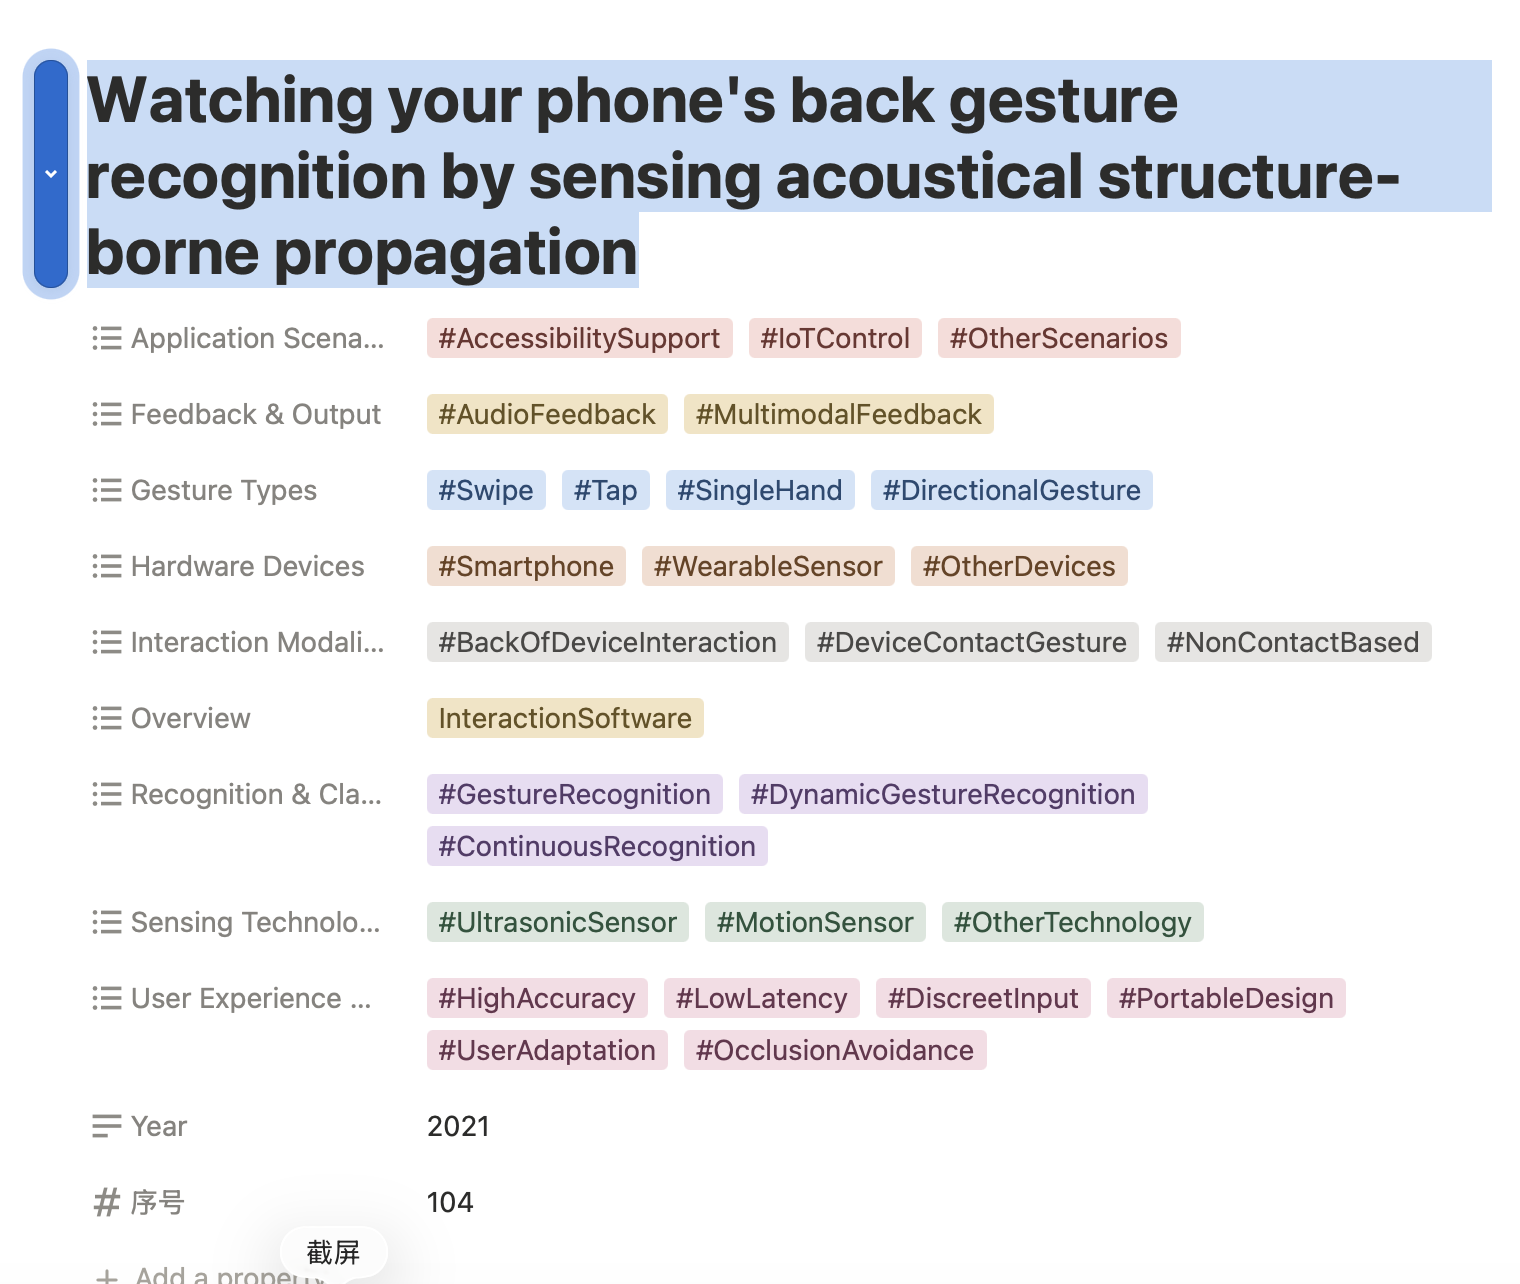 Watching your phone's back gesture
recognition by sensing acoustical structure-
borne propagation
Application Scena...
#AccessibilitySupport #IoTControl #OtherScenarios
Feedback & Output
#AudioFeedback #MultimodalFeedback
Gesture Types
#Swipe #Tap #SingleHand #DirectionalGesture
Hardware Devices
#Smartphone #WearableSensor #OtherDevices
Interaction Modali...
#BackOfDeviceInteraction #DeviceContactGesture #NonContactBased
Overview
InteractionSoftware
Recognition & Cla...
#GestureRecognition #DynamicGestureRecognition
#ContinuousRecognition
Sensing Technolo...
#UltrasonicSensor #MotionSensor #OtherTechnology
User Experience ...
#HighAccuracy #LowLatency #DiscreetInput #PortableDesign
#UserAdaptation #OcclusionAvoidance
Year
2021
序号
104
截屏
Add a property